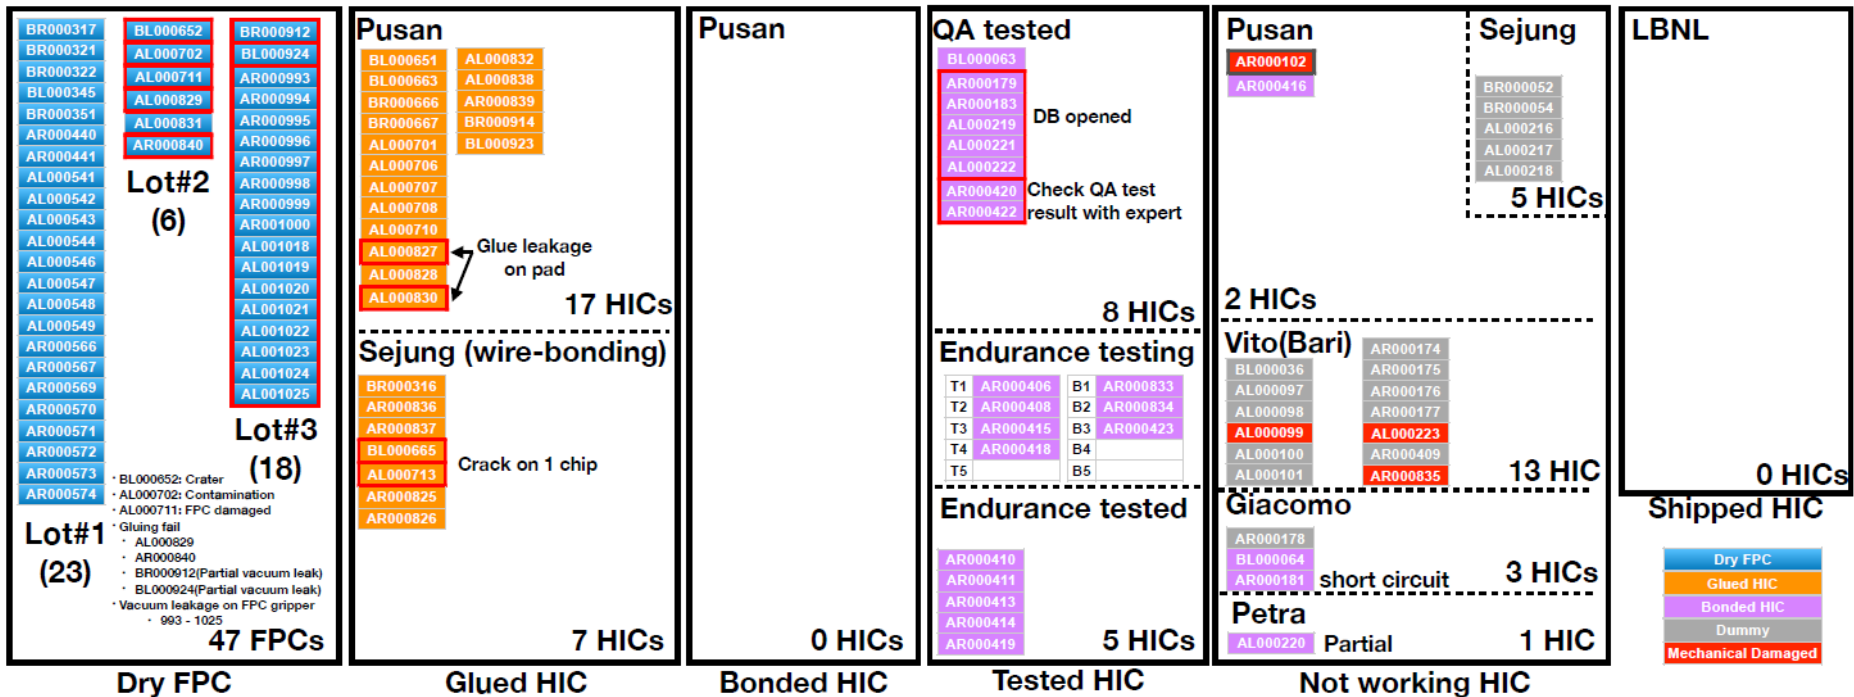 BR000317
BR000321
BR000322
BL000345
BR000351
AR000440
AR000441
AL000541
AL000542
AL000543
AL000544
AL000546
AL000547
AL000548
AL000549
AR000566
AR000567
AR000569
AR000570
AR000571
AR000572
AR000573
AR000574
Lot#1
(23)
BL000652
AL000702
AL000711
AL000829
AL000831
AR000840
Lot#2
(6)
BR000912
BL000924
AR000993
AR000994
AR000995
AR000996
AR000997
AR000998
AR000999
AR001000
AL001018
AL001019
AL001020
AL001021
AL001022
AL001023
AL001024
AL001025
Lot#3
(18)
· BL000652: Crater
· AL000702: Contamination
· AL000711: FPC damaged
· Gluing fail
· AL000829
· AR000840
· BR000912(Partial vacuum leak)
· BL000924(Partial vacuum leak)
· Vacuum leakage on FPC gripper
· 993 - 1025
47 FPCs
Dry FPC
Pusan
BL000651
BL000663
BR000666
BR000667
AL000701
AL000706
AL000707
AL000708
AL000710
AL000827
AL000828
AL000830
AL000832
AL000838
AR000839
BR000914
BL000923
Glue leakage
on pad
17 HICs
Sejung (wire-bonding)
BR000316
AR000836
AR000837
BL000665
AL000713
AR000825
AR000826
Crack on 1 chip
7 HICs
Glued HIC
Pusan
0 HICs
Bonded HIC
QA tested
BL000063
AR000179
AR000183
AL000219
AL000221
AL000222
AR000420
AR000422
DB opened
Check QA test
result with expert
8 HICs
Endurance testing
T1 AR000406 B1 AR000833
T2 AR000408 B2 AR000834
T3 AR000415 B3 AR000423
T4 AR000418 B4
T5 B5
Endurance tested
AR000410
AR000411
AR000413
AR000414
AR000419
5 HICs
Tested HIC
Pusan
AR000102
AR000416
2 HICs
Sejung
BR000052
BR000054
AL000216
AL000217
AL000218
5 HICs
Vito(Bari)
BL000036
AL000097
AL000098
AL000099
AL000100
AL000101
AR000174
AR000175
AR000176
AR000177
AL000223
AR000409
AR000835
13 HIC
Giacomo
AR000178
BL000064
AR000181 short circuit
3 HICs
Petra
AL000220 Partial
1 HIC
Not working HIC
LBNL
0 HICs
Shipped HIC
Dry FPC
Glued HIC
Bonded HIC
Dummy
Mechanical Damaged